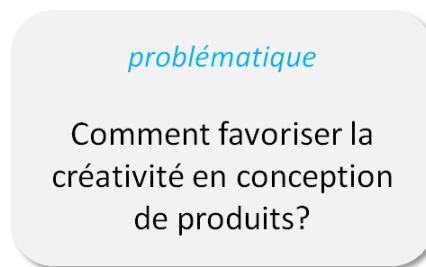 problématique
Comment favoriser la
créativité en conception
de produits?